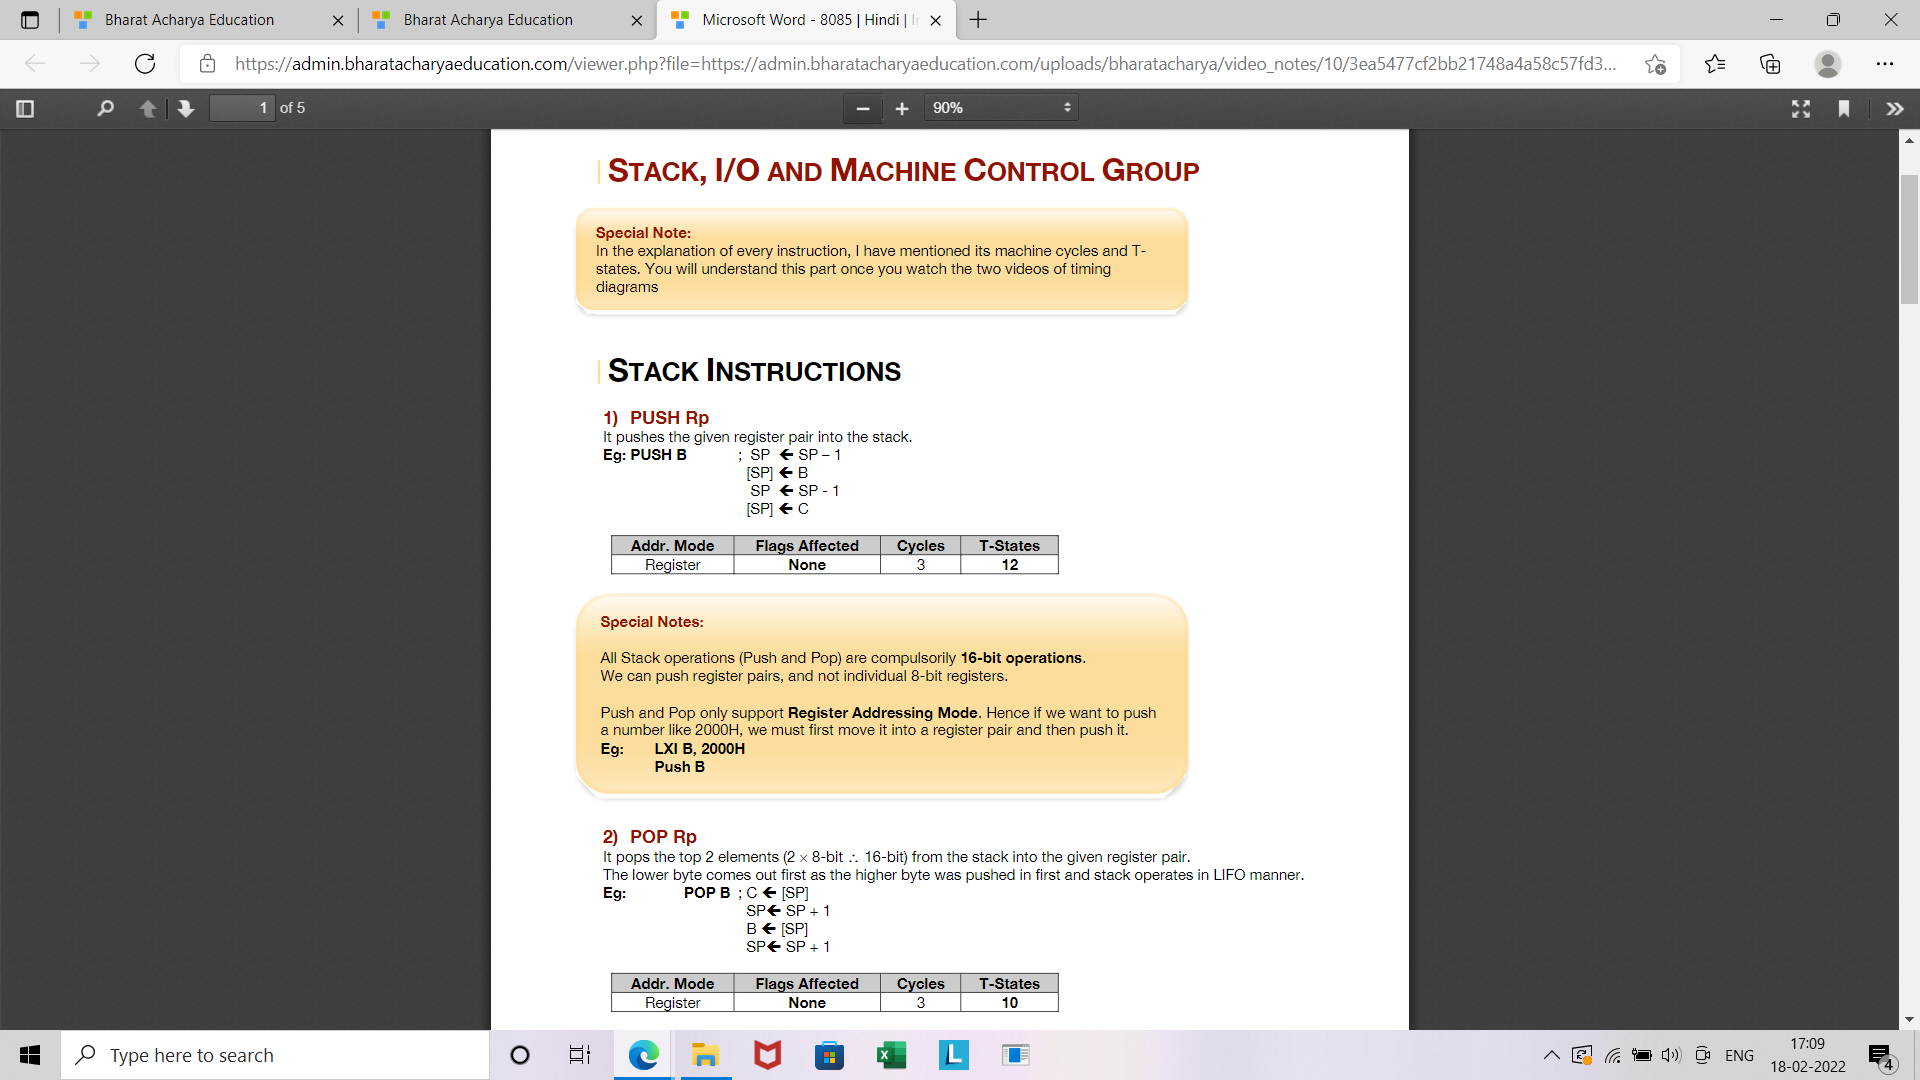 Bharat Acharya Education
Bharat Acharya Education
Microsoft Word - 8085 | Hindi |
https://admin.bharatacharyaeducation.com/viewer.php?file=https://admin.bharatacharyaeducation.com/uploads/bharatacharya/video_notes/10/3ea5477cf2bb21748a4a58c57fd3...
1 of 5
90%
STACK, I/O AND MACHINE CONTROL GROUP
Special Note:
In the explanation of every instruction, I have mentioned its machine cycles and T-
states. You will understand this part once you watch the two videos of timing
diagrams
STACK INSTRUCTIONS
1) PUSH Rp
It pushes the given register pair into the stack.
Eg: PUSH B ; SP ← SP – 1
[SP] ← B
SP ← SP - 1
[SP] ← C
Addr. Mode Flags Affected Cycles T-States
Register None 3 12
Special Notes:
All Stack operations (Push and Pop) are compulsorily 16-bit operations.
We can push register pairs, and not individual 8-bit registers.
Push and Pop only support Register Addressing Mode. Hence if we want to push
a number like 2000H, we must first move it into a register pair and then push it.
Eg: LXI B, 2000H
Push B
2) POP Rp
It pops the top 2 elements (2 × 8-bit ∴ 16-bit) from the stack into the given register pair.
The lower byte comes out first as the higher byte was pushed in first and stack operates in LIFO manner.
Eg: POP B ; C ← [SP]
SP← SP + 1
B ← [SP]
SP← SP + 1
Addr. Mode Flags Affected Cycles T-States
Register None 3 10
Type here to search
L
ENG
17:09
18-02-2022
4